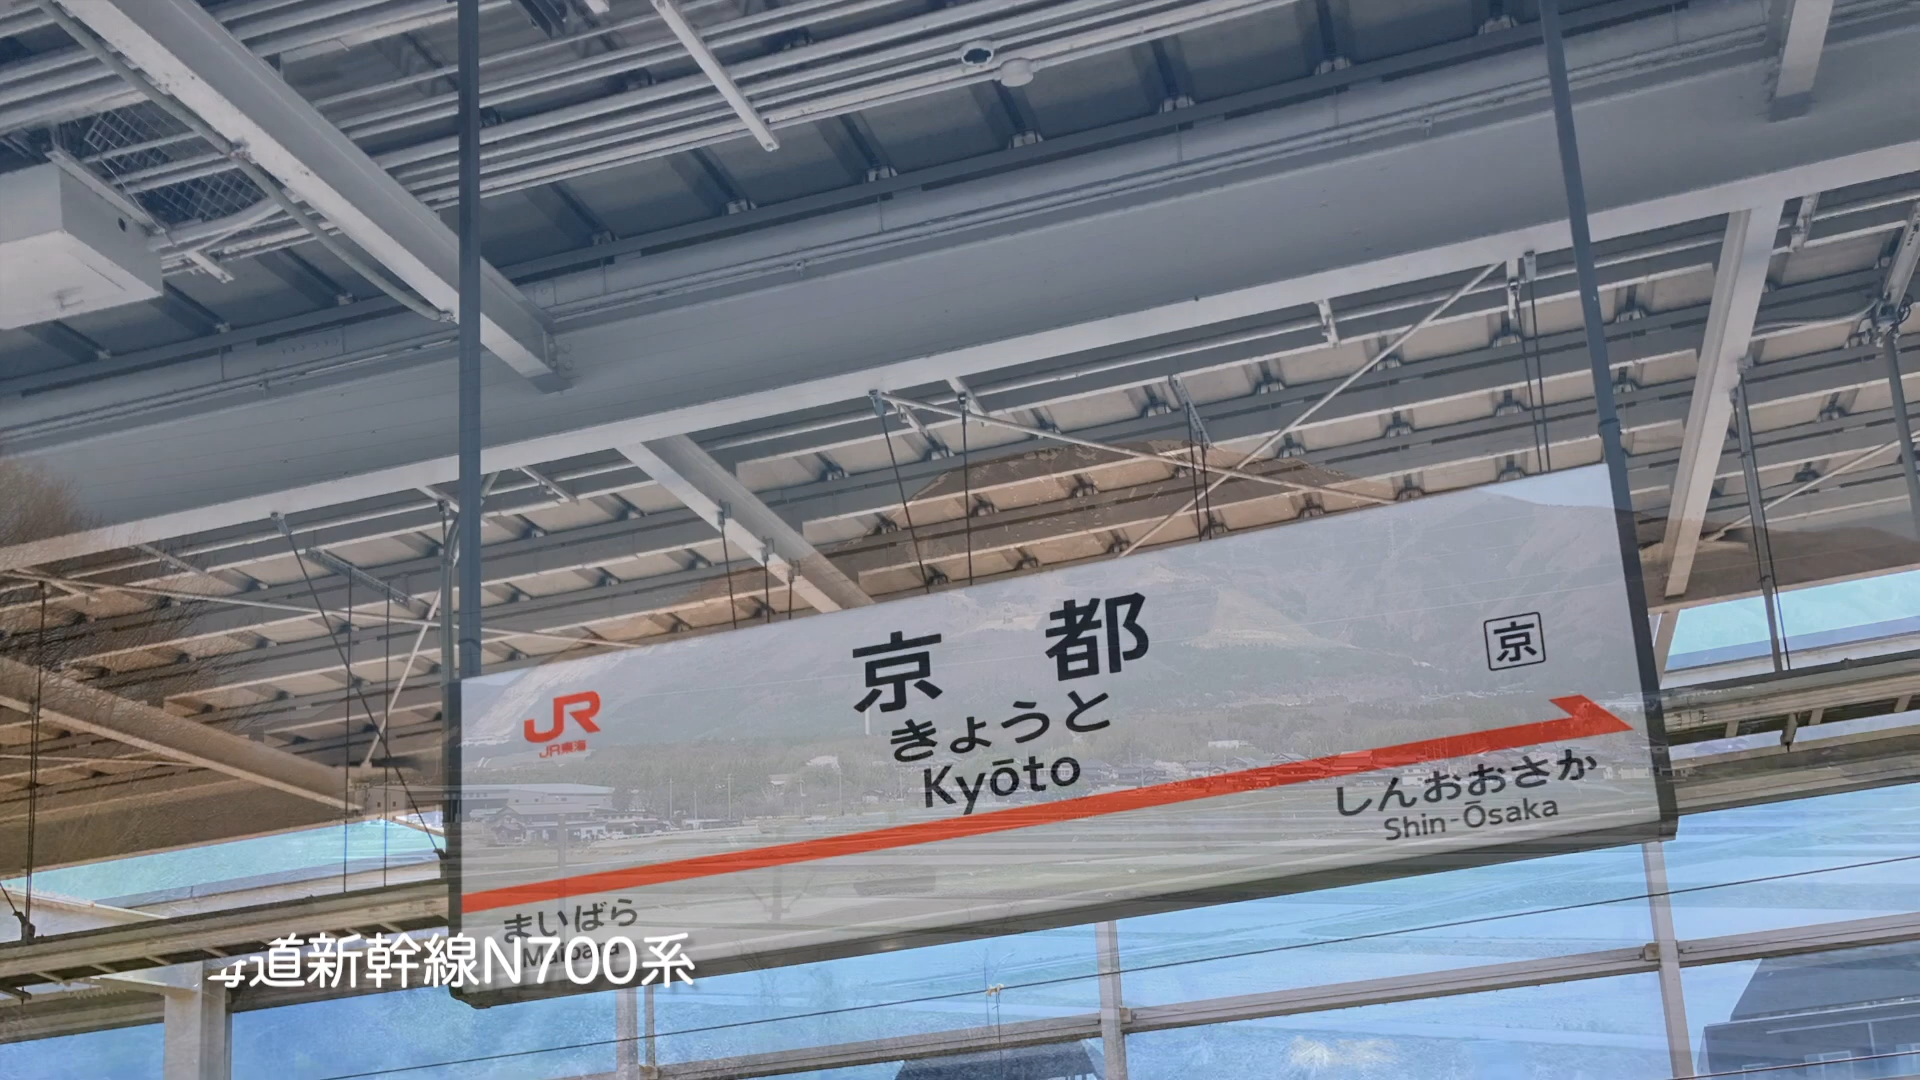 京都
京
きょうと
JR
JR東海
Kyōto
しんおおさか
Shin-Ōsaka
まいばら
Maibara
道新幹線N700系